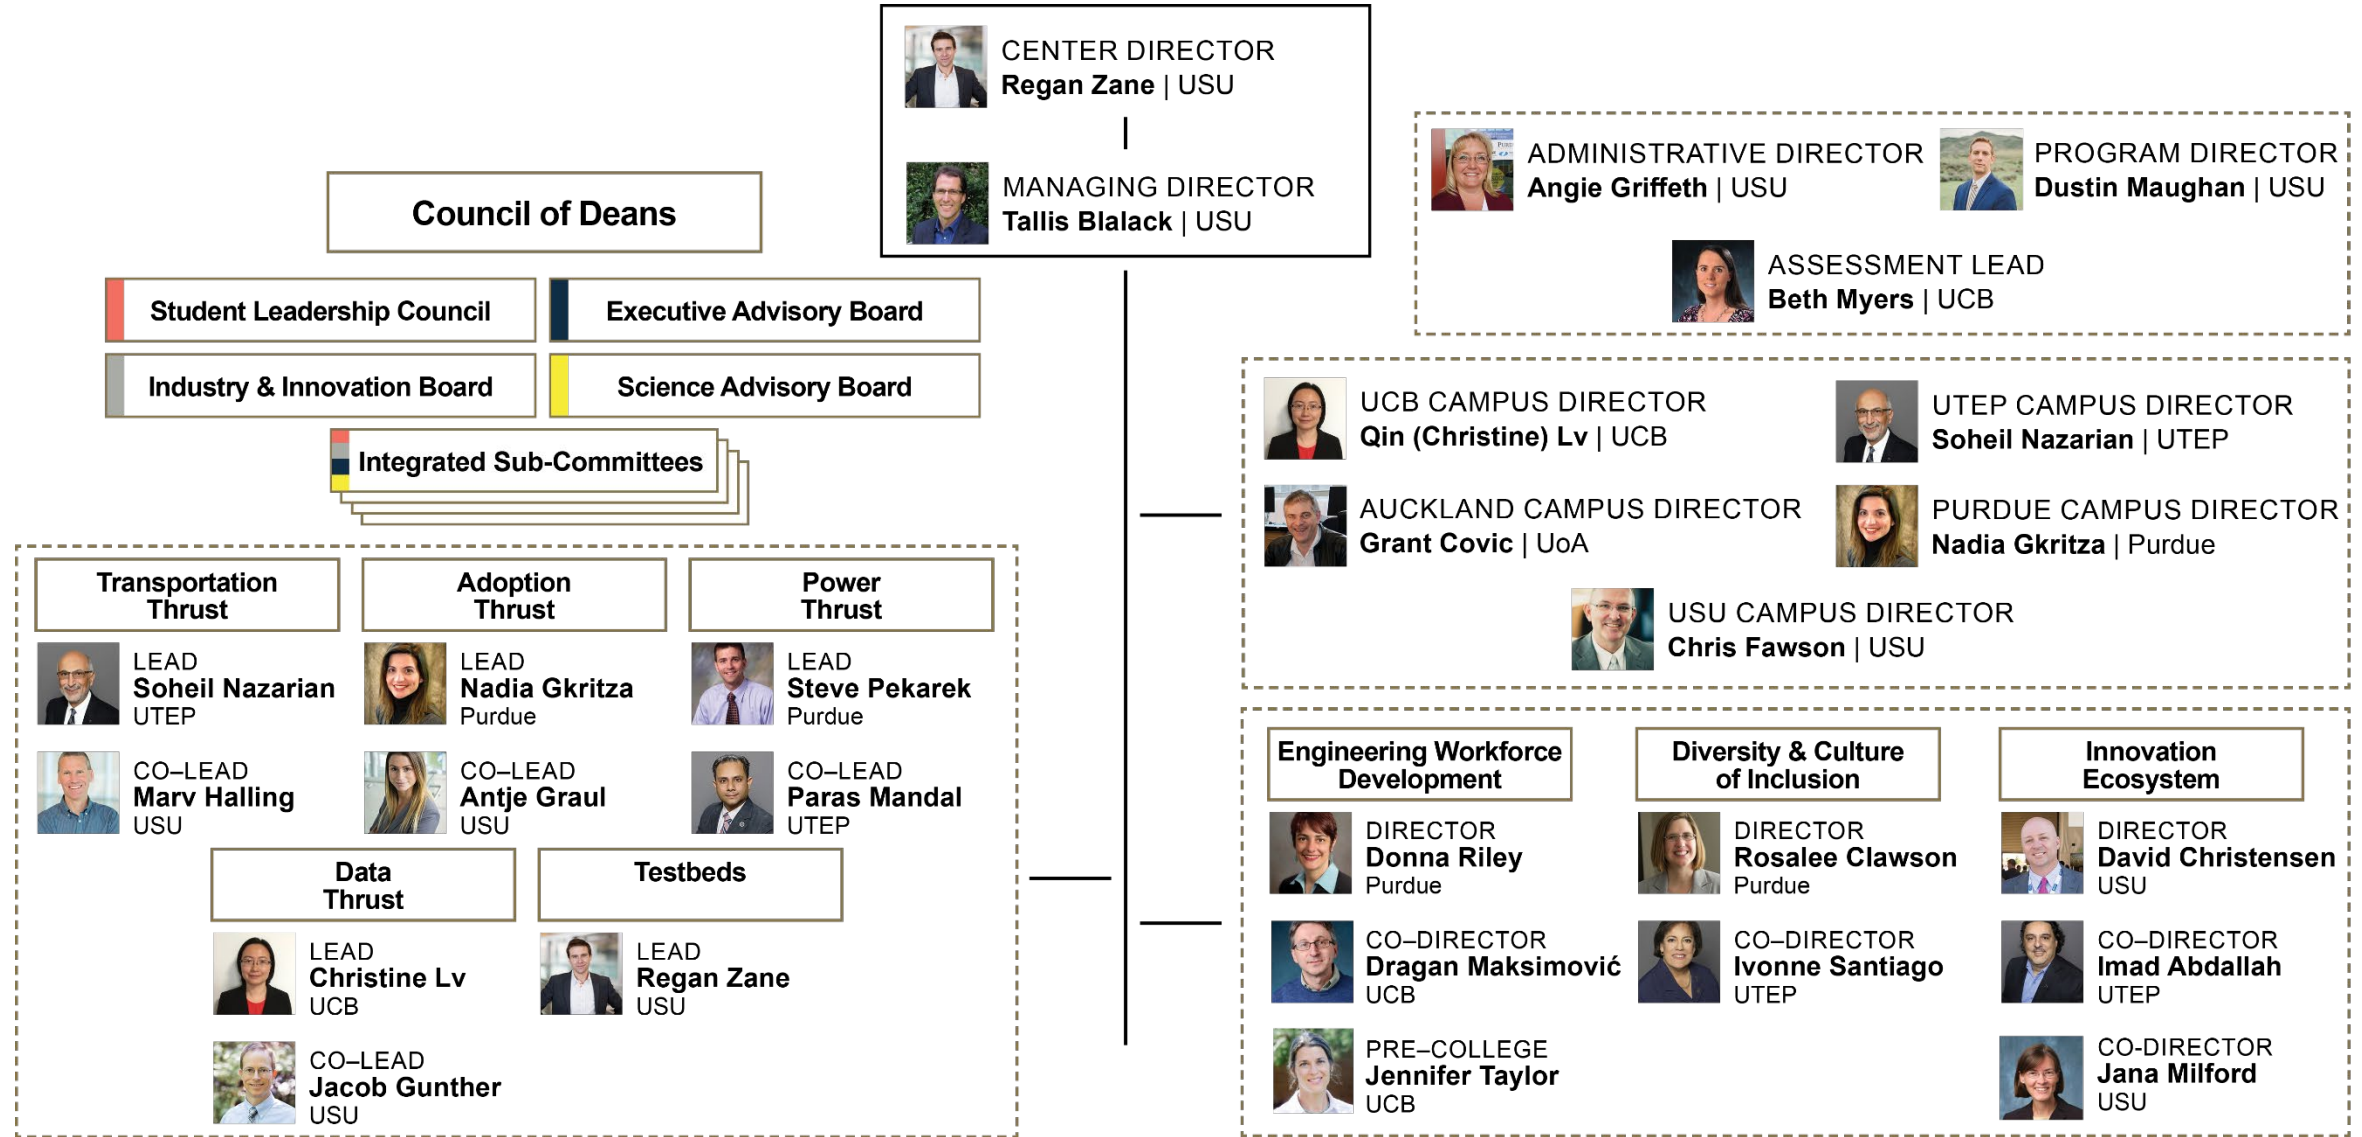 CENTER DIRECTOR
Regan Zane | USU
MANAGING DIRECTOR
Tallis Blalack | USU
ADMINISTRATIVE DIRECTOR
Angie Griffeth | USU
PROGRAM DIRECTOR
Dustin Maughan | USU
ASSESSMENT LEAD
Beth Myers | UCB
Council of Deans
Student Leadership Council
Executive Advisory Board
Industry & Innovation Board
Science Advisory Board
Integrated Sub-Committees
UCB CAMPUS DIRECTOR
Qin (Christine) Lv | UCB
UTEP CAMPUS DIRECTOR
Soheil Nazarian | UTEP
AUCKLAND CAMPUS DIRECTOR
Grant Covic | UoA
PURDUE CAMPUS DIRECTOR
Nadia Gkritza | Purdue
USU CAMPUS DIRECTOR
Chris Fawson | USU
Transportation
Thrust
LEAD
Soheil Nazarian
UTEP
CO–LEAD
Marv Halling
USU
Adoption
Thrust
LEAD
Nadia Gkritza
Purdue
CO–LEAD
Antje Graul
USU
Power
Thrust
LEAD
Steve Pekarek
Purdue
CO–LEAD
Paras Mandal
UTEP
Data
Thrust
LEAD
Christine Lv
UCB
CO–LEAD
Jacob Gunther
USU
Testbeds
LEAD
Regan Zane
USU
Engineering Workforce
Development
DIRECTOR
Donna Riley
Purdue
CO–DIRECTOR
Dragan Maksimović
UCB
PRE–COLLEGE
Jennifer Taylor
UCB
Diversity & Culture
of Inclusion
DIRECTOR
Rosalee Clawson
Purdue
CO–DIRECTOR
Ivonne Santiago
UTEP
Innovation
Ecosystem
DIRECTOR
David Christensen
USU
CO–DIRECTOR
Imad Abdallah
UTEP
CO-DIRECTOR
Jana Milford
USU